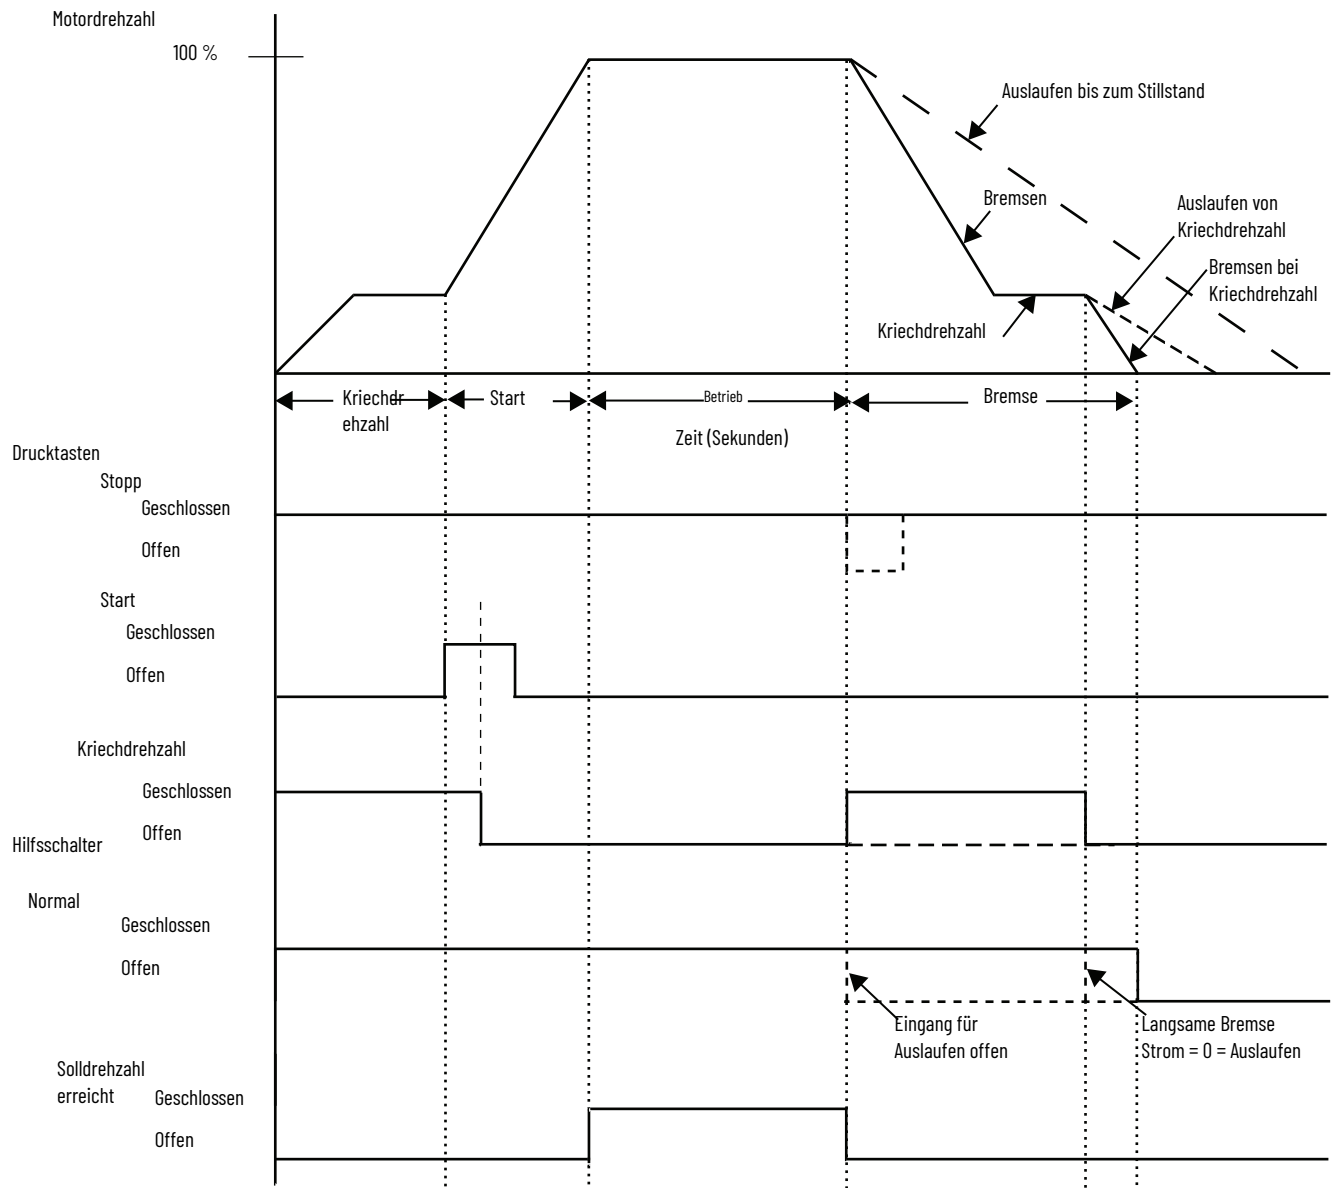 Motordrehzahl
100 %
Auslaufen bis zum Stillstand
Bremsen
Auslaufen von
Kriechdrehzahl
Bremsen bei
Kriechdrehzahl
Kriechdrehzahl
Kriechdr
ehzahl
Start
Betrieb
Bremse
Zeit (Sekunden)
Drucktasten
Stopp
Geschlossen
Offen
Start
Geschlossen
Offen
Kriechdrehzahl
Geschlossen
Offen
Hilfsschalter
Normal
Geschlossen
Offen
Eingang für
Auslaufen offen
Langsame Bremse
Strom = 0 = Auslaufen
Solldrehzahl
erreicht
Geschlossen
Offen